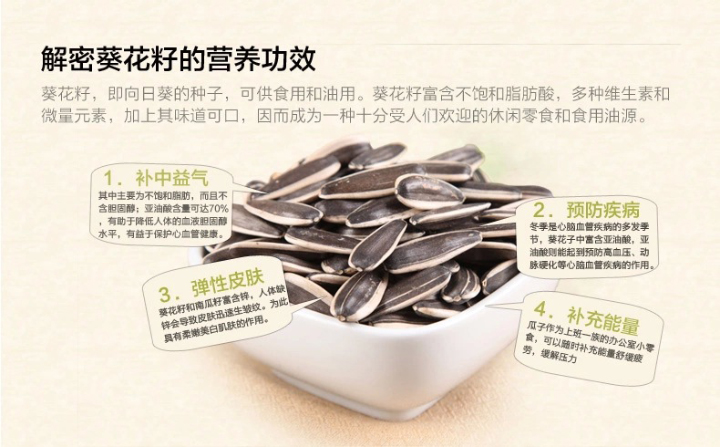 解密葵花籽的营养功效
葵花籽，即向日葵的种子，可供食用和油用。葵花籽富含不饱和脂肪酸，多种维生素和
微量元素，加上其味道可口，因而成为一种十分受人们欢迎的休闲零食和食用油源。
1．补中益气
其中主要为不饱和脂肪，而且不
含胆固醇；亚油酸含量可达70%
，有助于降低人体的血液胆固醇
水平，有益于保护心血管健康。
2．预防疾病
冬季是心脑血管疾病的多发季
节，葵花子中富含亚油酸，亚
油酸则能起到预防高血压、动
脉硬化等心脑血管疾病的作用。
3．弹性皮肤
葵花籽和南瓜籽富含锌，人体缺
锌会导致皮肤迅速生皱纹。为此
具有柔嫩美白肌肤的作用。
4．补充能量
瓜子作为上班一族的办公室小零
食，可以随时补充能量舒缓疲
劳，缓解压力